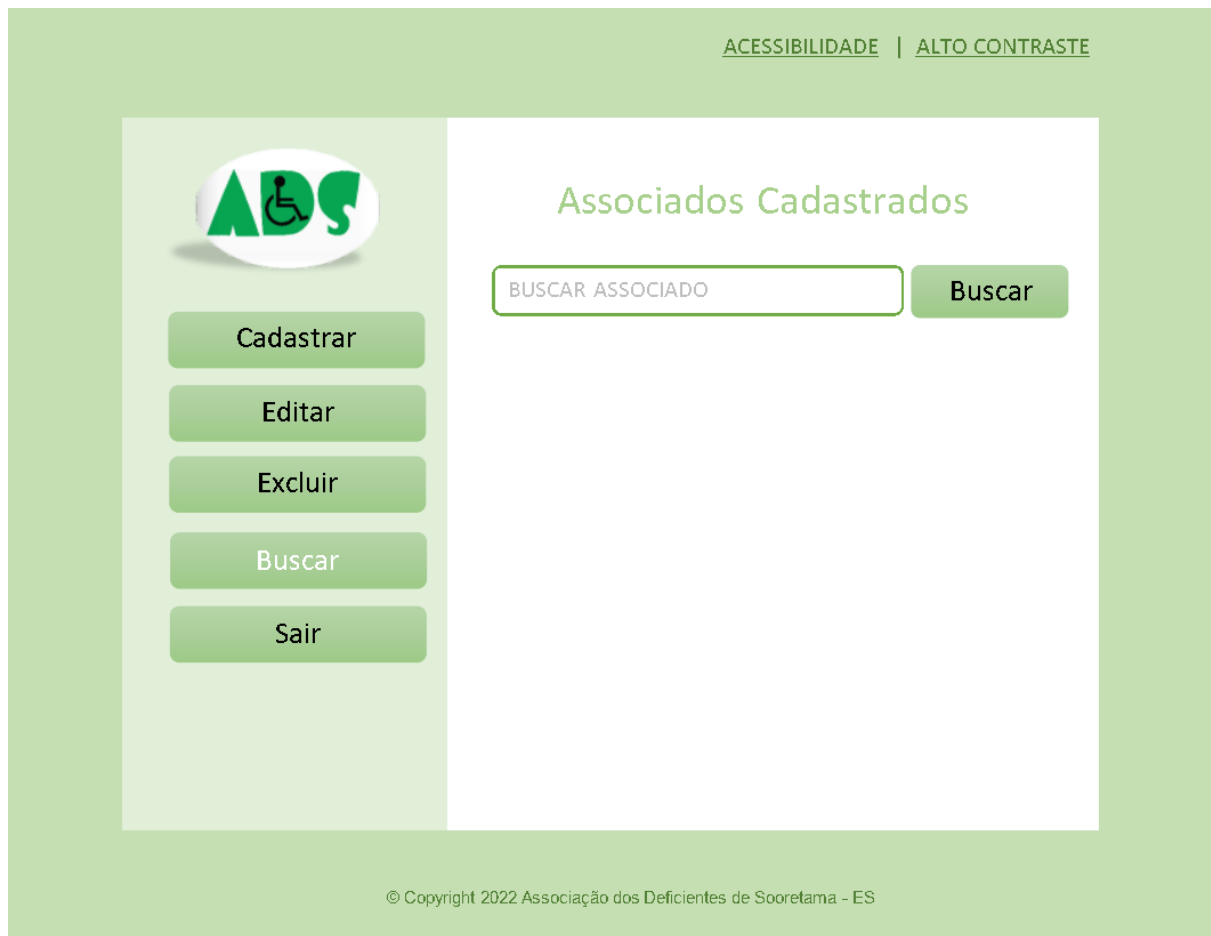 ACESSIBILIDADE | ALTO CONTRASTE
ADS
Associados Cadastrados
BUSCAR ASSOCIADO
Buscar
Cadastrar
Editar
Excluir
Buscar
Sair
© Copyright 2022 Associação dos Deficientes de Sooretama - ES